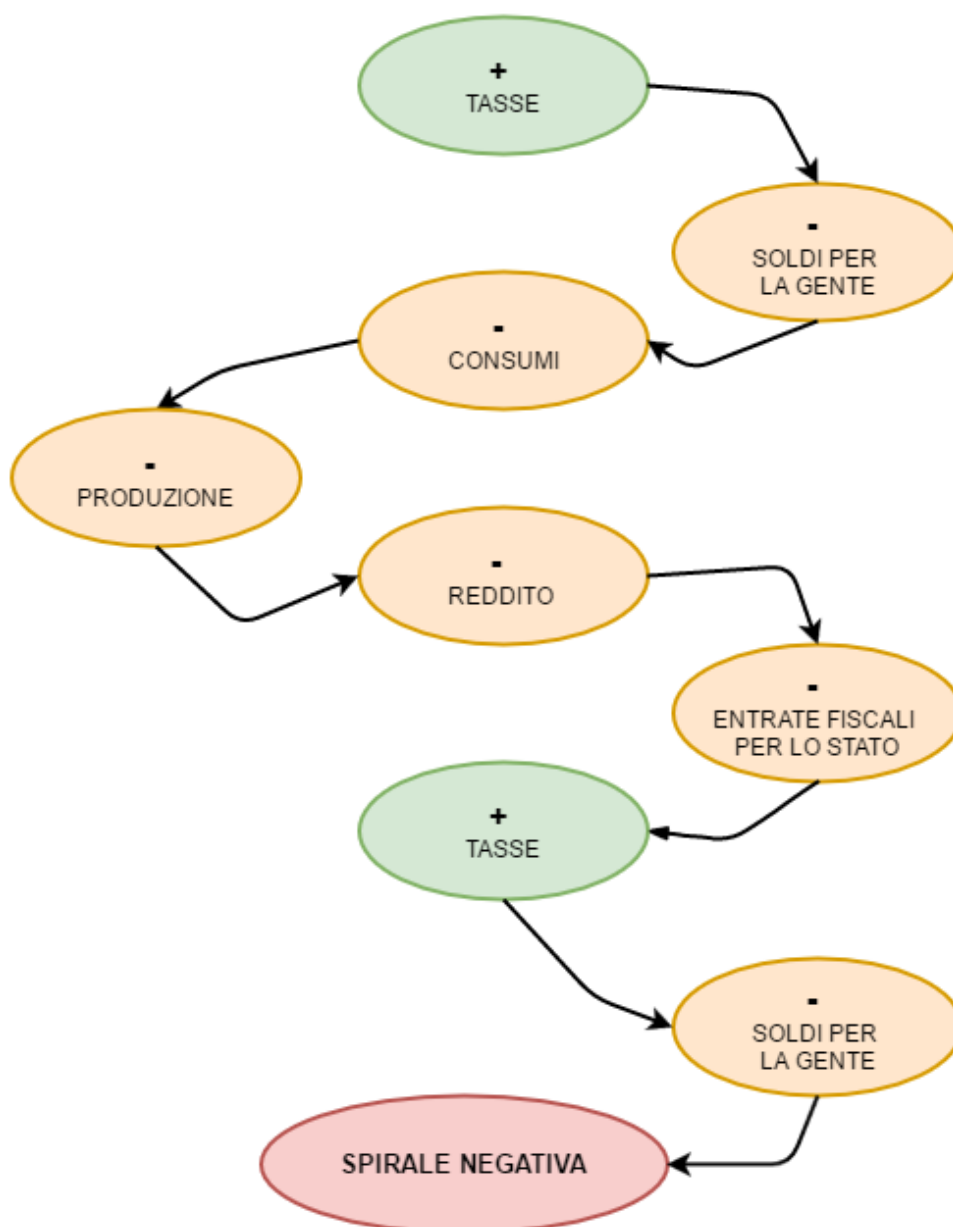 +
TASSE
-
SOLDI PER
LA GENTE
-
CONSUMI
-
PRODUZIONE
-
REDDITO
-
ENTRATE FISCALI
PER LO STATO
+
TASSE
-
SOLDI PER
LA GENTE
SPIRALE NEGATIVA